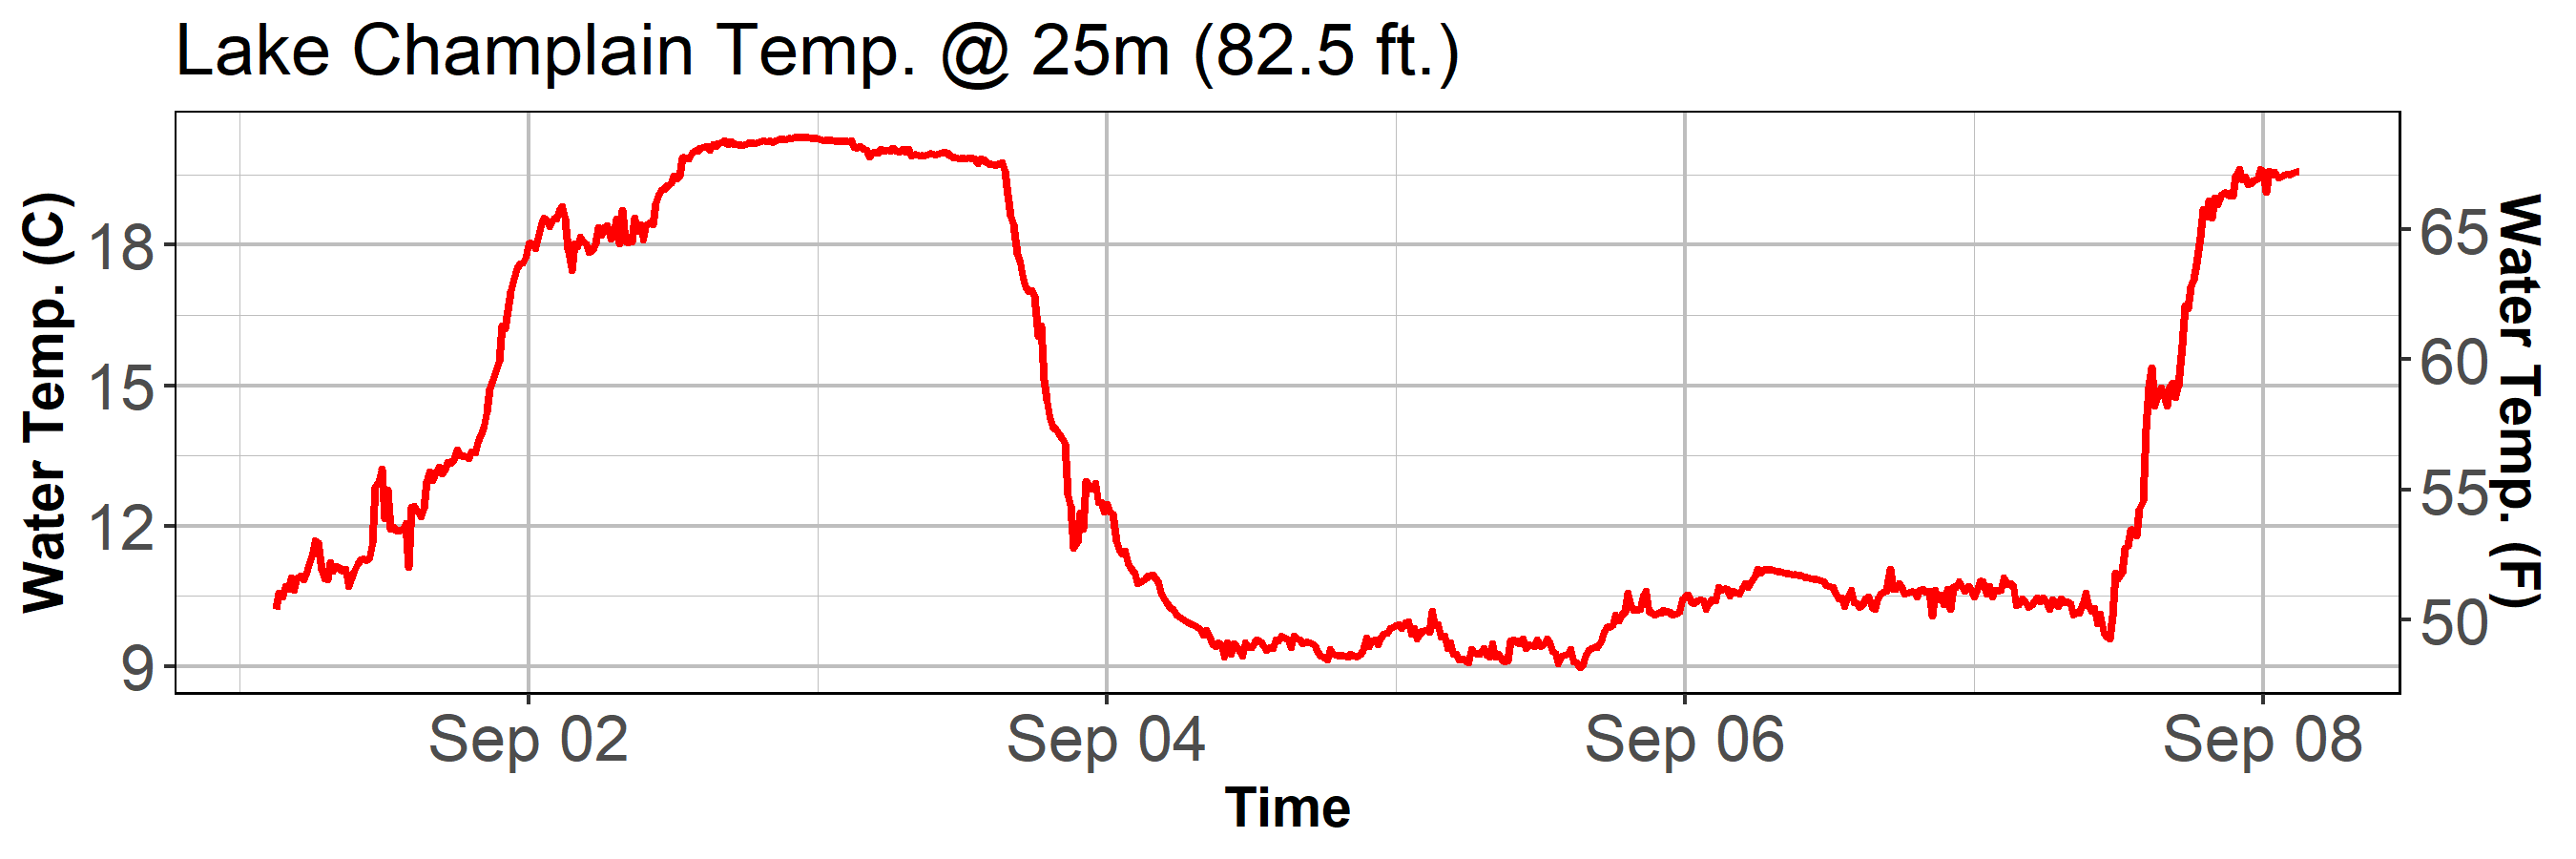 Lake Champlain Temp. @ 25m (82.5 ft.)
Water Temp. (C)
18
15
12
9
65
60
55
50
Water Temp. (F)
Sep 02 Sep 04 Sep 06 Sep 08
Time